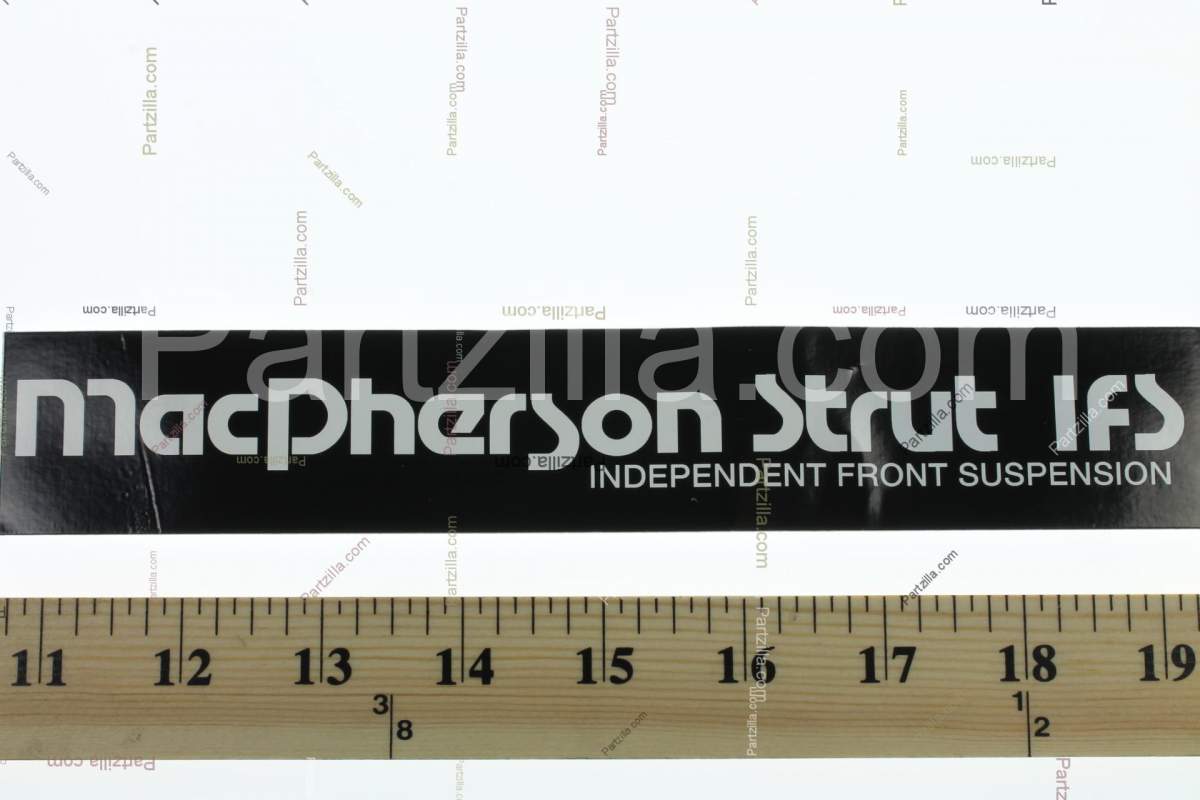 Partzilla.com
MacPherson Strut IFS
INDEPENDENT FRONT SUSPENSION
11 12 13 14 15 16 17 18 19
3 8 1 2